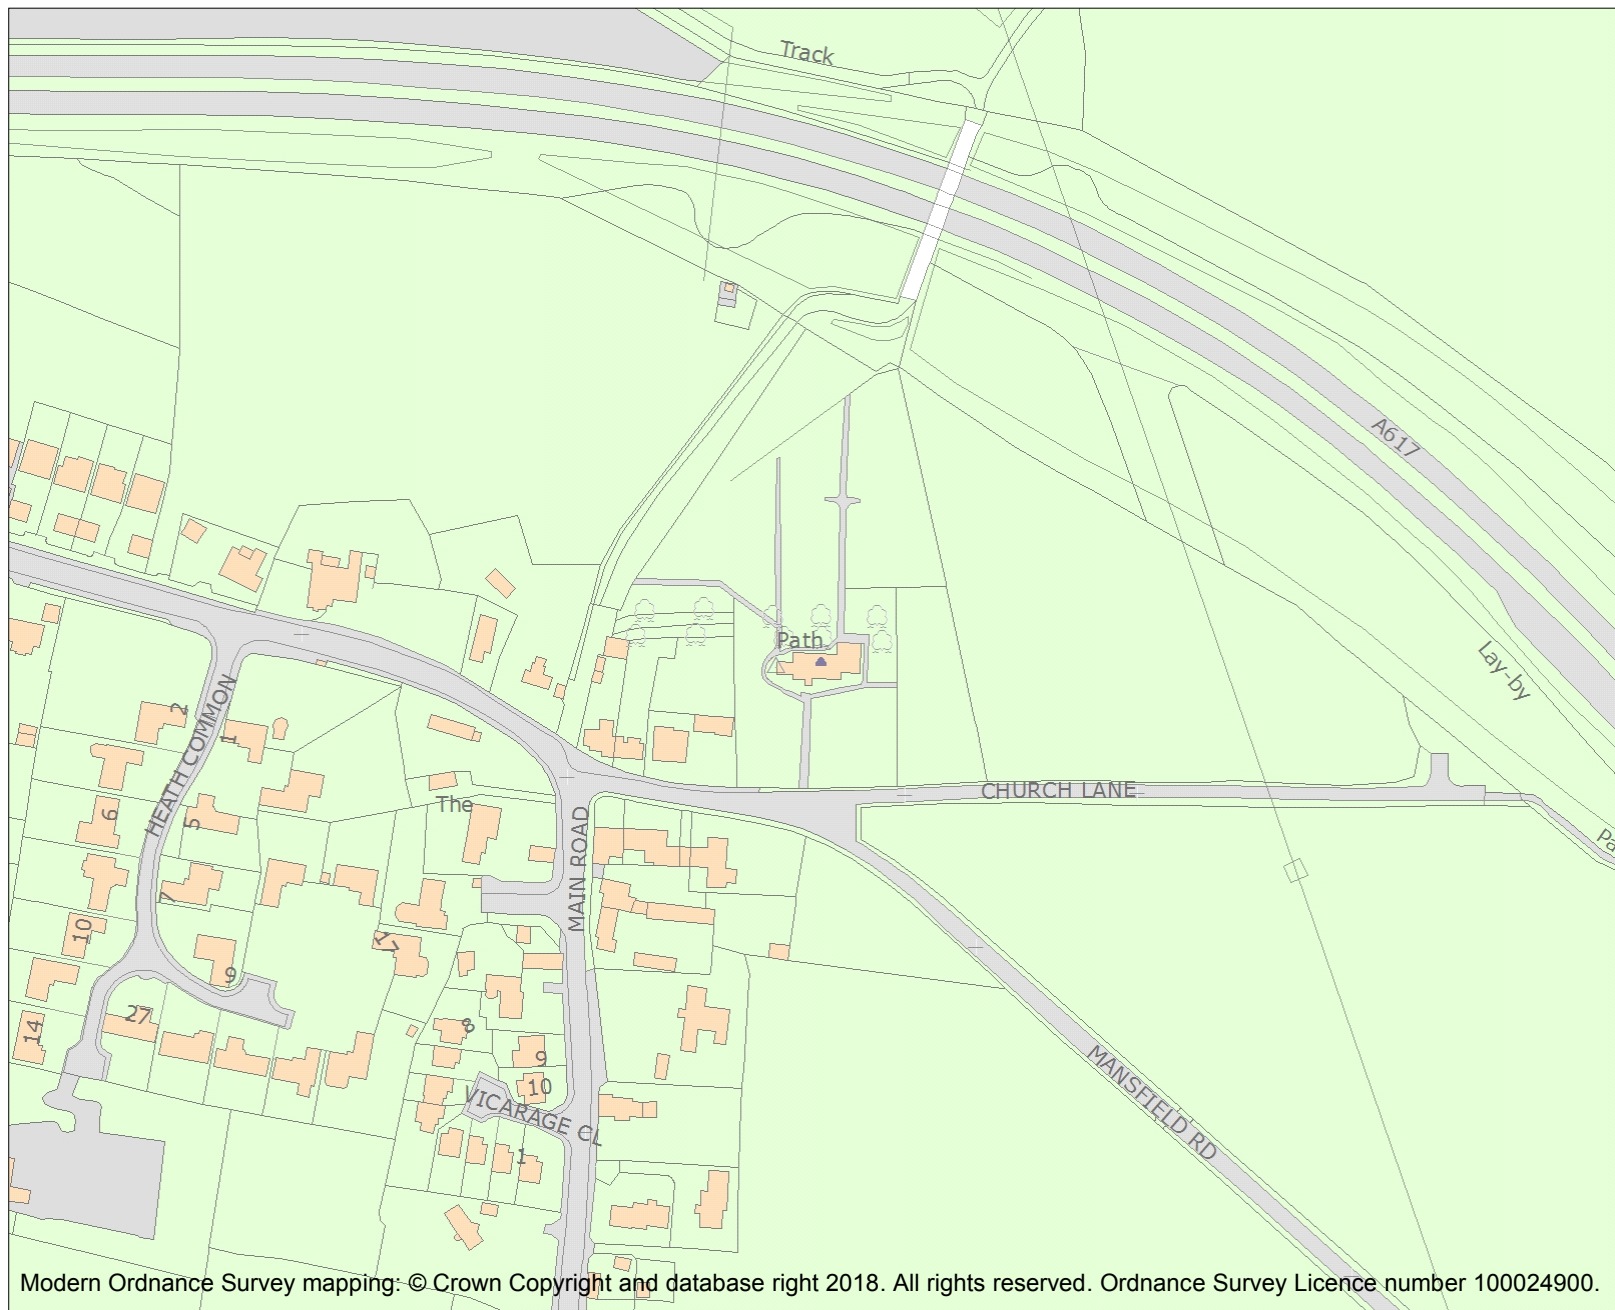 Track
A617
Lay-by
Path
2
HEATH COMMON
1
The
CHURCH LANE
6
5
MAIN ROAD
Pa
7
10
17
9
14
27
8
9
10
VICARAGE CL
MANSFIELD RD
1
Modern Ordnance Survey mapping: © Crown Copyright and database right 2018. All rights reserved. Ordnance Survey Licence number 100024900.